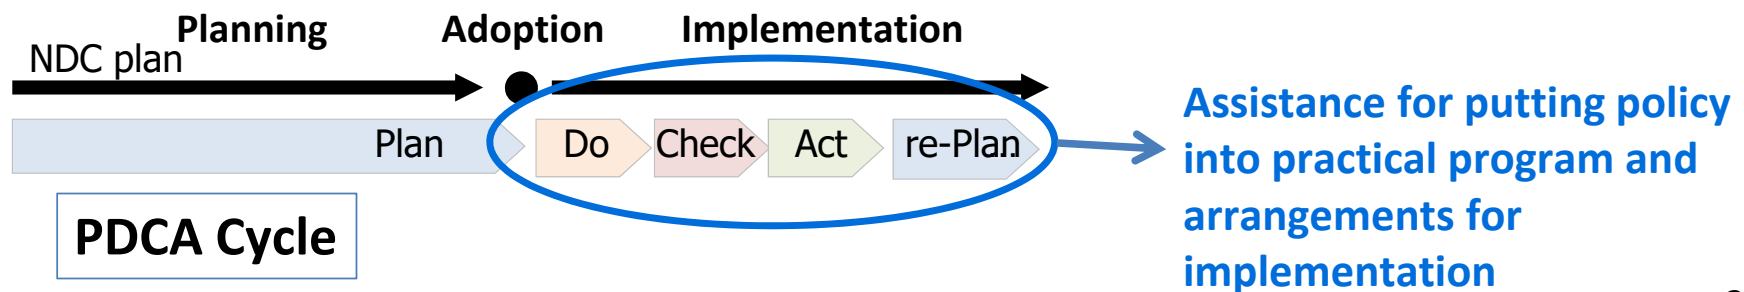 Planning Adoption Implementation
NDC plan
Plan Do Check Act re-Plan..
PDCA Cycle
Assistance for putting policy
into practical program and
arrangements for
implementation